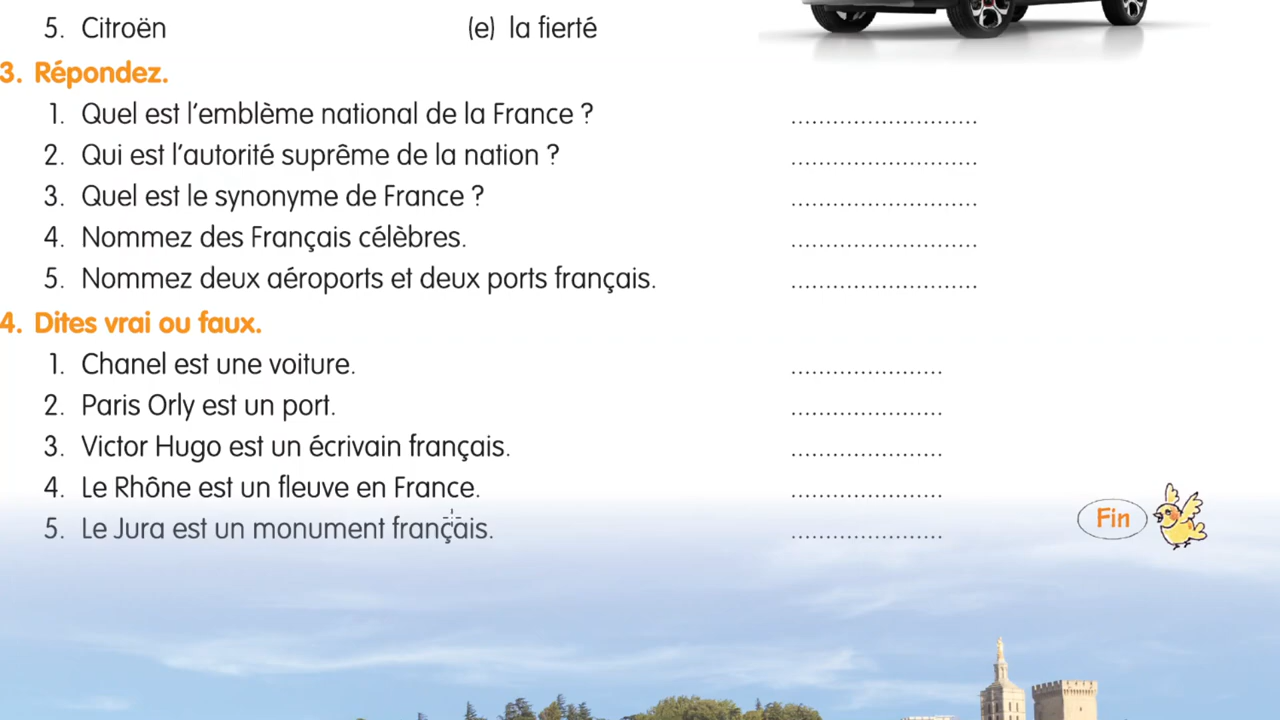 5. Citroën (e) la fierté
3. Répondez.
1. Quel est l'emblème national de la France ? ...........................
2. Qui est l'autorité suprême de la nation ? ...........................
3. Quel est le synonyme de France ? ...........................
4. Nommez des Français célèbres. ...........................
5. Nommez deux aéroports et deux ports français. ...........................
4. Dites vrai ou faux.
1. Chanel est une voiture. ......................
2. Paris Orly est un port. ......................
3. Victor Hugo est un écrivain français. ......................
4. Le Rhône est un fleuve en France. ......................
5. Le Jura est un monument français. ......................
Fin